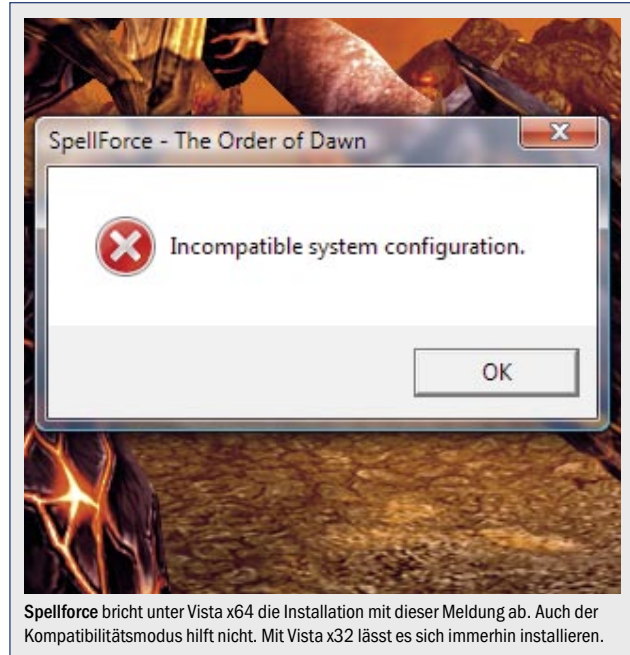 SpellForce - The Order of Dawn
Incompatible system configuration.
OK
Spellforce bricht unter Vista x64 die Installation mit dieser Meldung ab. Auch der
Kompatibilitätsmodus hilft nicht. Mit Vista x32 lässt es sich immerhin installieren.